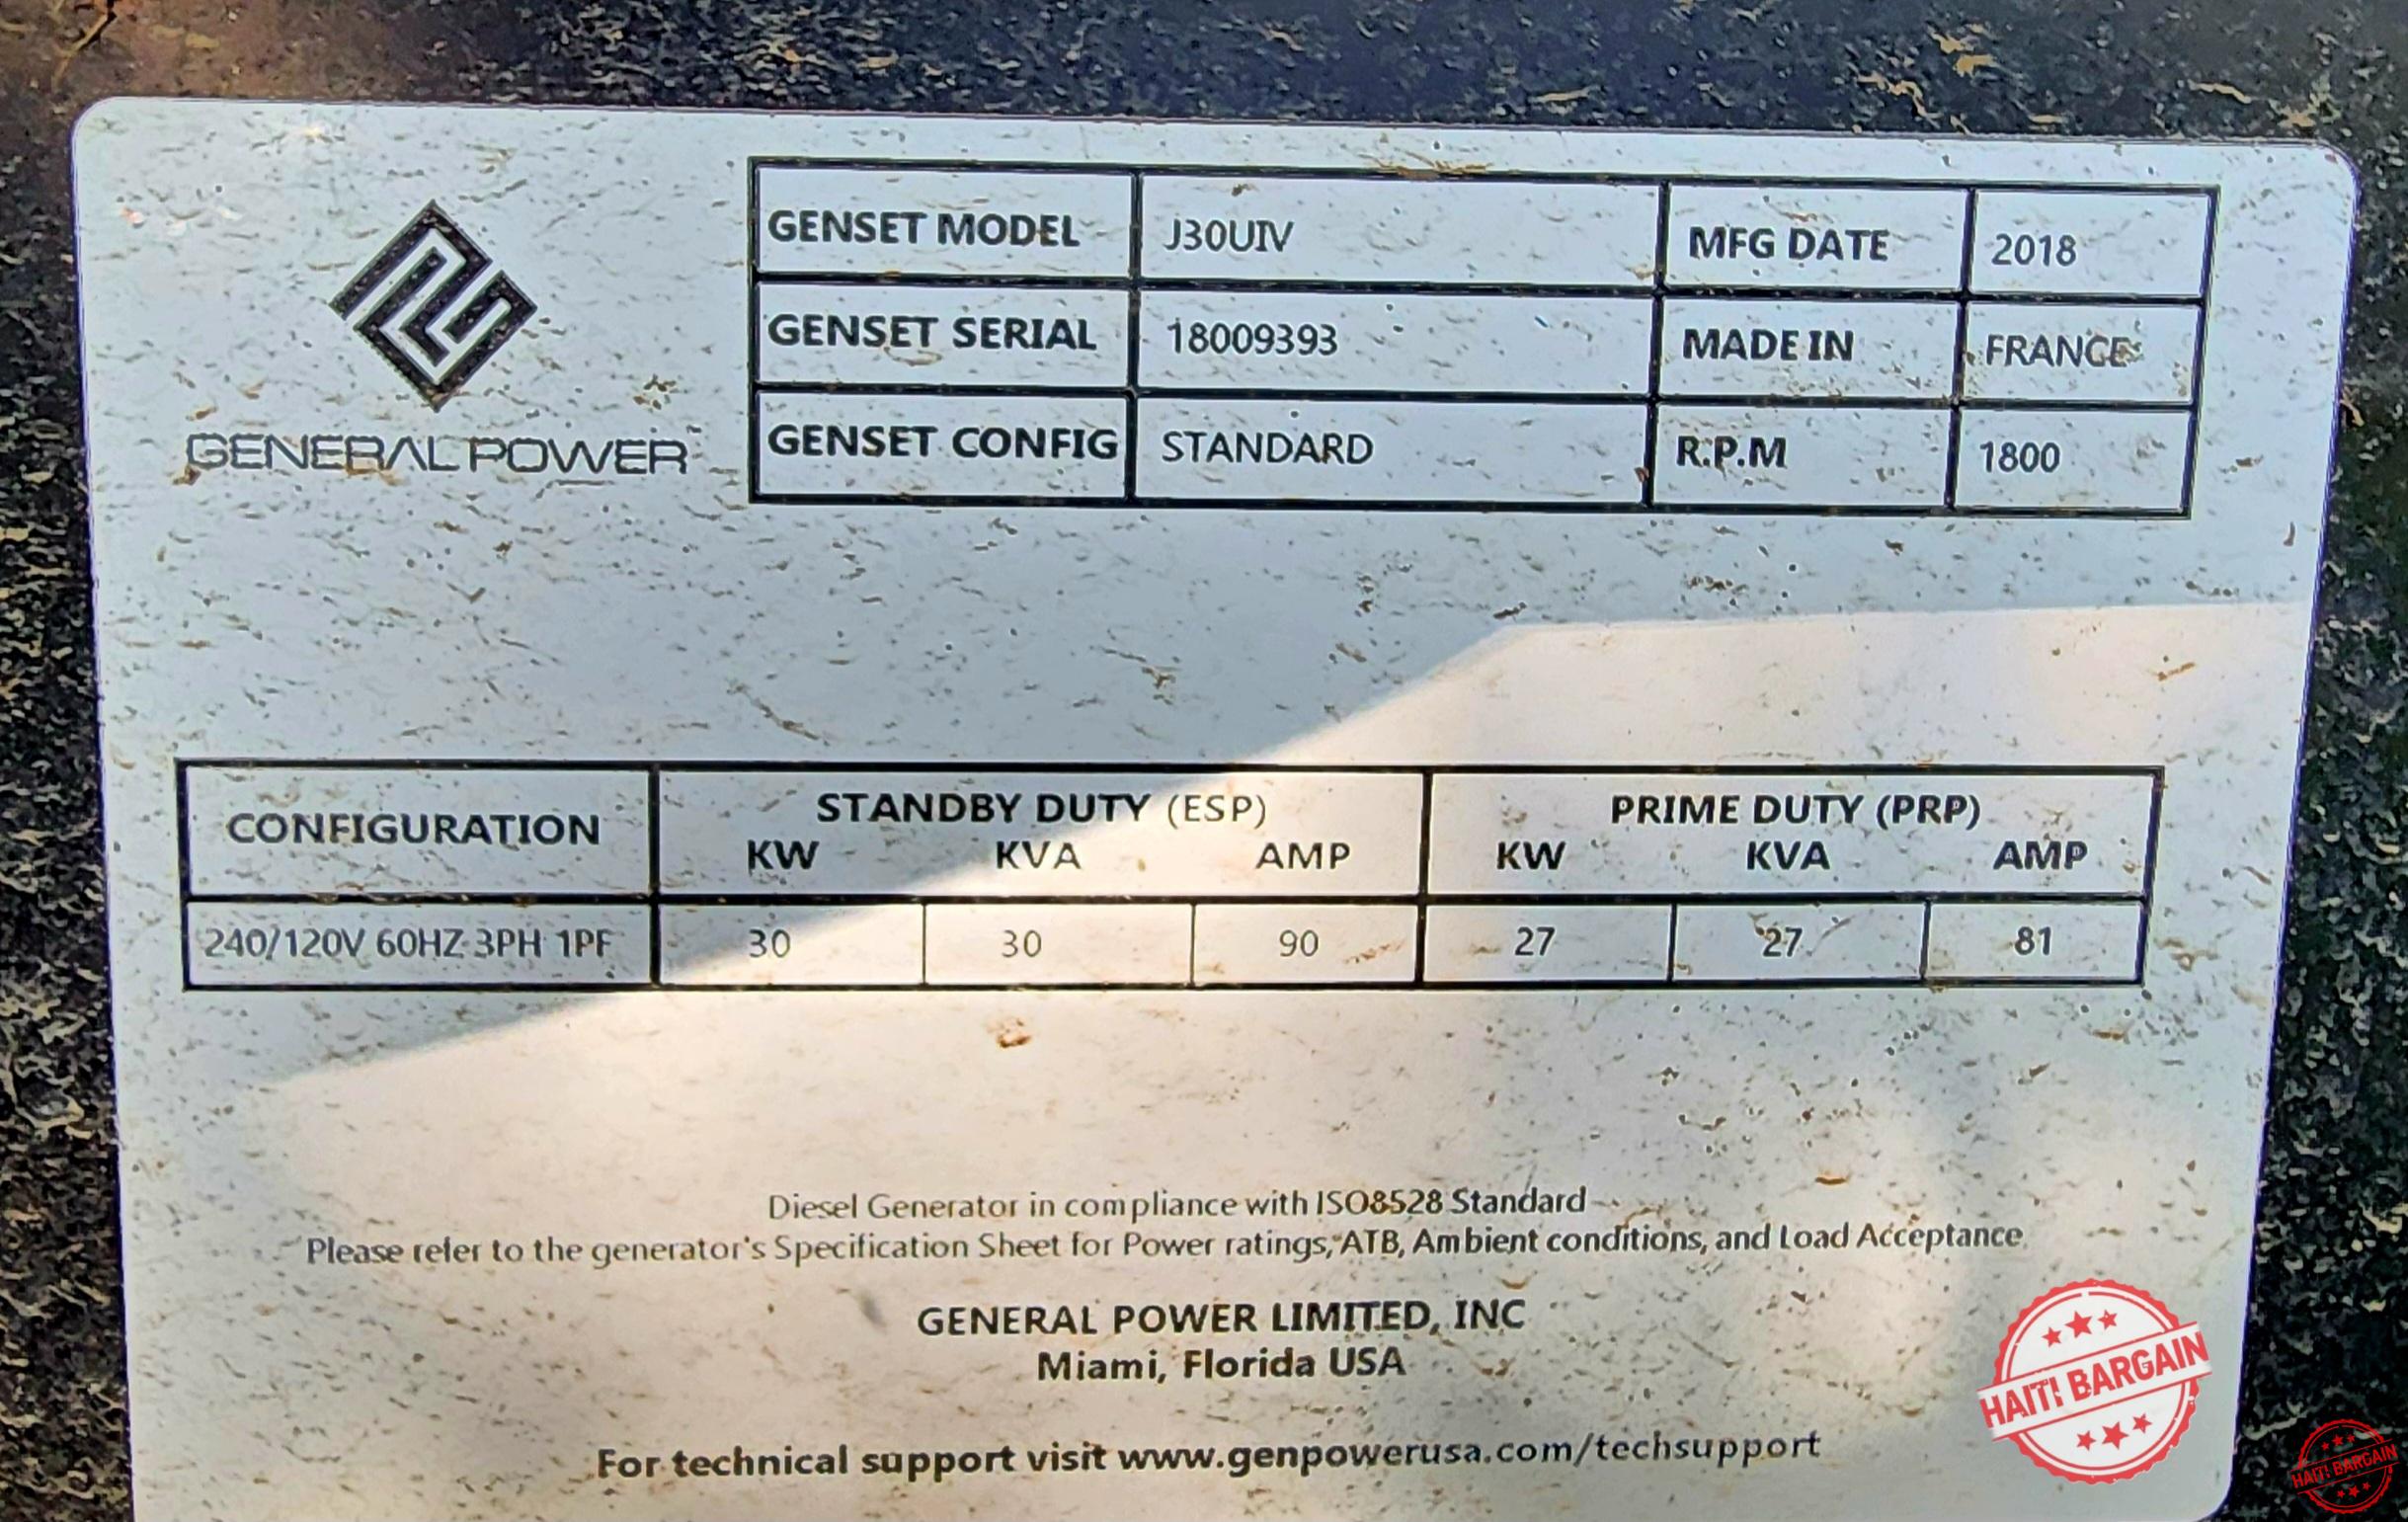 GENERAL POWER™
GENSET MODEL J30UIV MFG DATE 2018
GENSET SERIAL 18009393 MADE IN FRANCE
GENSET CONFIG STANDARD R.P.M 1800
CONFIGURATION STANDBY DUTY (ESP) PRIME DUTY (PRP)
KW KVA AMP KW KVA AMP
240/120V 60HZ 3PH 1PF 30 30 90 27 27 81
Diesel Generator in compliance with ISO8528 Standard
Please refer to the generator's Specification Sheet for Power ratings, ATB, Ambient conditions, and Load Acceptance
GENERAL POWER LIMITED, INC
Miami, Florida USA
For technical support visit www.genpowerusa.com/techsupport
HAITI BARGAIN
HAITI BARGAIN